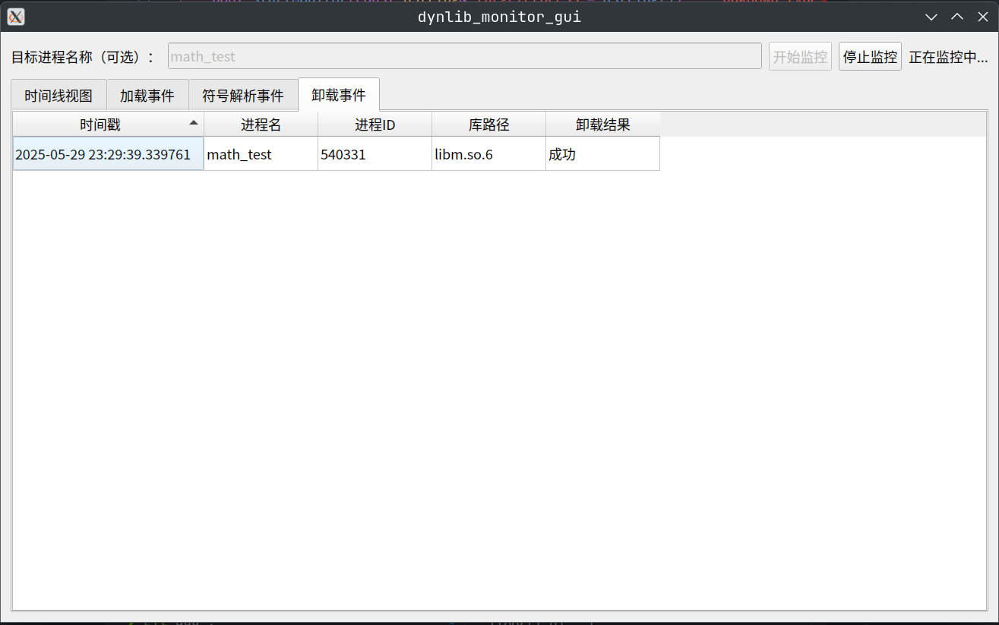 dynlib_monitor_gui
目标进程名称（可选）： math_test 开始监控 停止监控 正在监控中...
时间线视图 加载事件 符号解析事件 卸载事件
时间戳 进程名 进程ID 库路径 卸载结果
2025-05-29 23:29:39.339761 math_test 540331 libm.so.6 成功